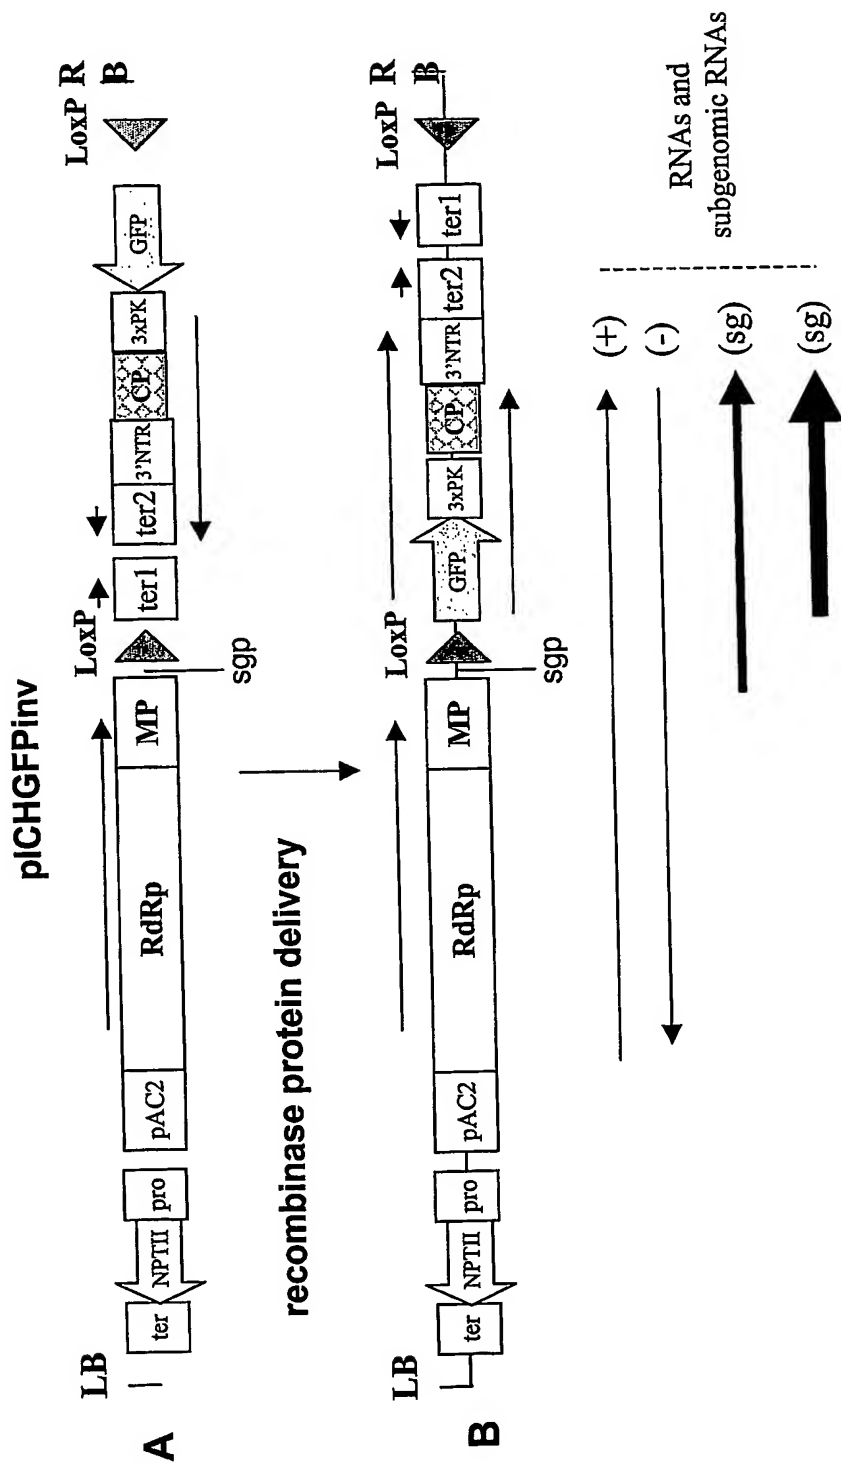 pICHGFPinv
A
LB
ter
NPTII
pro
pAC2
RdRp
MP
sgp
LoxP
ter1
ter2
3'NTR
CP
3xPK
GFP
LoxP
R
B
recombinase protein delivery
B
LB
ter
NPTII
pro
pAC2
RdRp
MP
sgp
LoxP
GFP
3xPK
CP
3'NTR
ter2
ter1
LoxP
R
B
(+)
(-)
(sg)
(sg)
RNAs and
subgenomic RNAs